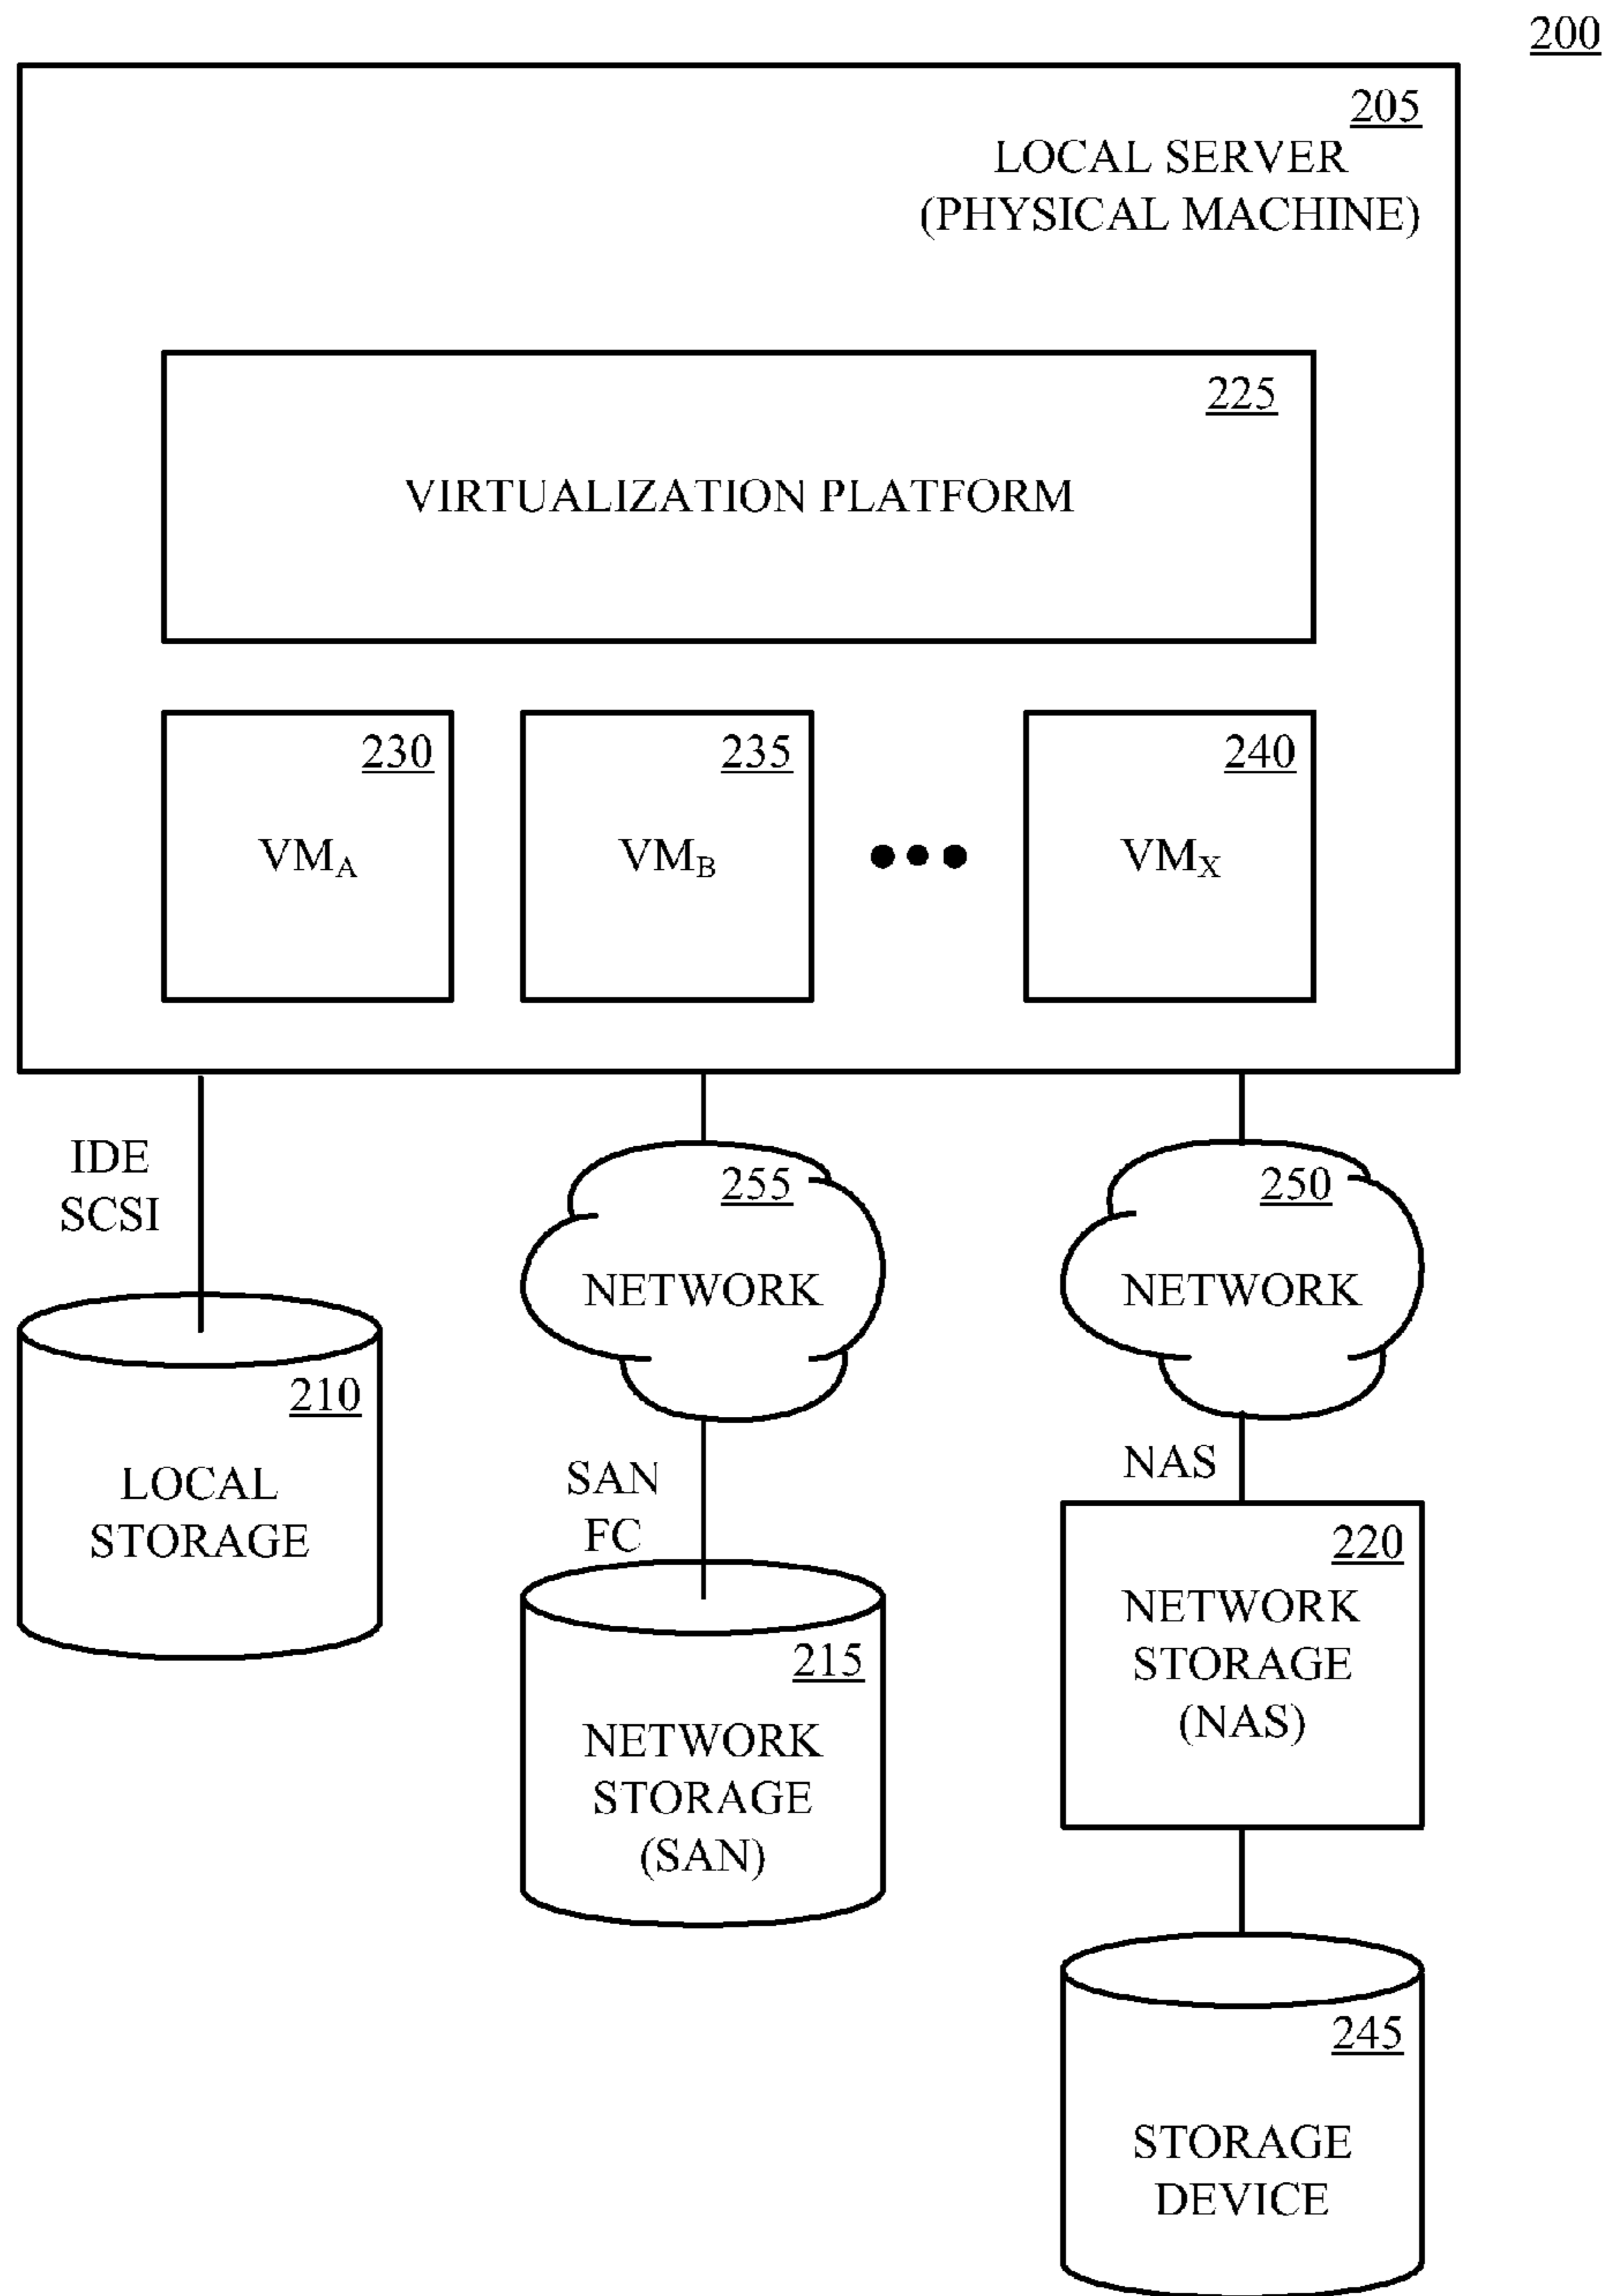 200
205
LOCAL SERVER
(PHYSICAL MACHINE)
225
VIRTUALIZATION PLATFORM
230
VMA
235
VMB
240
VMX
IDE
SCSI
255
NETWORK
250
NETWORK
210
LOCAL
STORAGE
SAN
FC
215
NETWORK
STORAGE
(SAN)
NAS
220
NETWORK
STORAGE
(NAS)
245
STORAGE
DEVICE